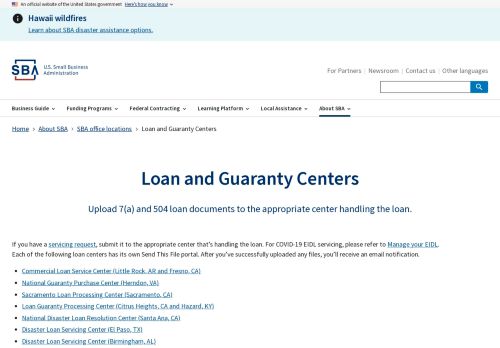 An official website of the United States government Here's how you know
Hawaii wildfires
Learn about SBA disaster assistance options.
SBA
U.S. Small Business
Administration
For Partners Newsroom Contact us Other languages
Business Guide Funding Programs Federal Contracting Learning Platform Local Assistance About SBA
Home › About SBA › SBA office locations › Loan and Guaranty Centers
Loan and Guaranty Centers
Upload 7(a) and 504 loan documents to the appropriate center handling the loan.
If you have a servicing request, submit it to the appropriate center that's handling the loan. For COVID-19 EIDL servicing, please refer to Manage your EIDL.
Each of the following loan centers has its own Send This File portal. After you've successfully uploaded any files, you'll receive an email notification.
Commercial Loan Service Center (Little Rock, AR and Fresno, CA)
National Guaranty Purchase Center (Herndon, VA)
Sacramento Loan Processing Center (Sacramento, CA)
Loan Guaranty Processing Center (Citrus Heights, CA and Hazard, KY)
National Disaster Loan Resolution Center (Santa Ana, CA)
Disaster Loan Servicing Center (El Paso, TX)
Disaster Loan Servicing Center (Birmingham, AL)